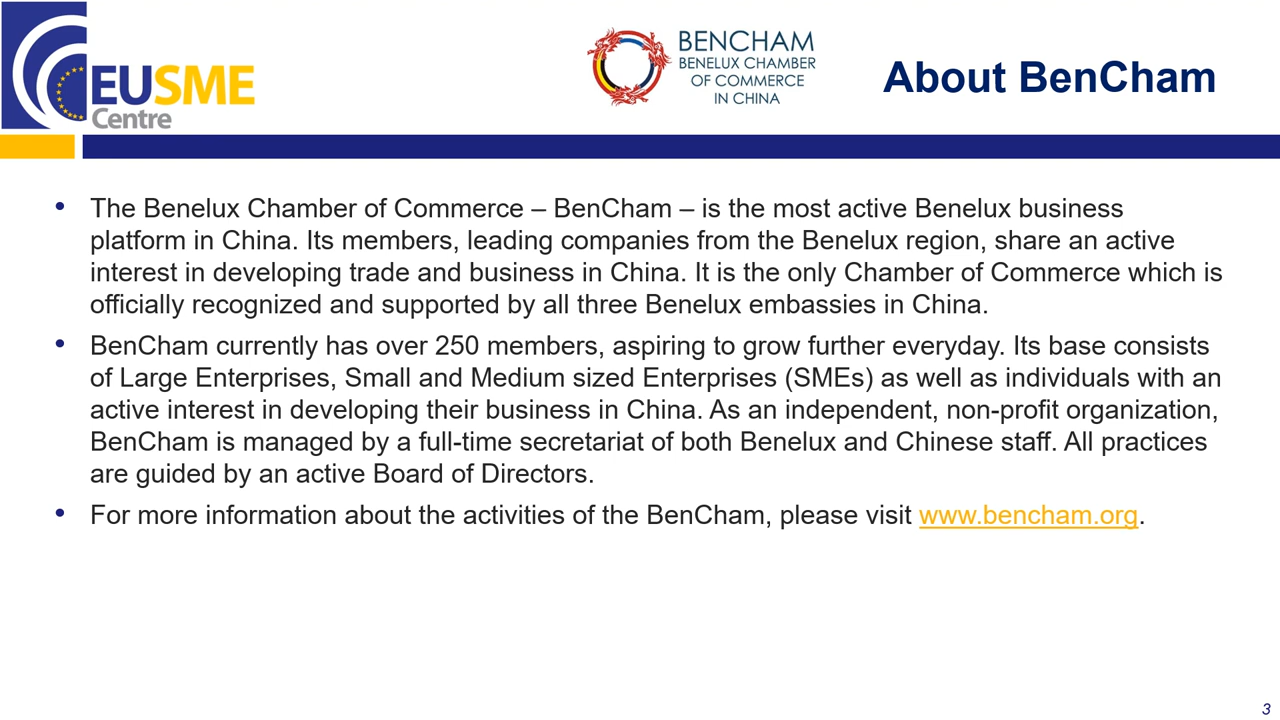 EUSME
Centre
BENCHAM
BENELUX CHAMBER
OF COMMERCE
IN CHINA
About BenCham
• The Benelux Chamber of Commerce – BenCham – is the most active Benelux business
platform in China. Its members, leading companies from the Benelux region, share an active
interest in developing trade and business in China. It is the only Chamber of Commerce which is
officially recognized and supported by all three Benelux embassies in China.
• BenCham currently has over 250 members, aspiring to grow further everyday. Its base consists
of Large Enterprises, Small and Medium sized Enterprises (SMEs) as well as individuals with an
active interest in developing their business in China. As an independent, non-profit organization,
BenCham is managed by a full-time secretariat of both Benelux and Chinese staff. All practices
are guided by an active Board of Directors.
• For more information about the activities of the BenCham, please visit www.bencham.org.
3